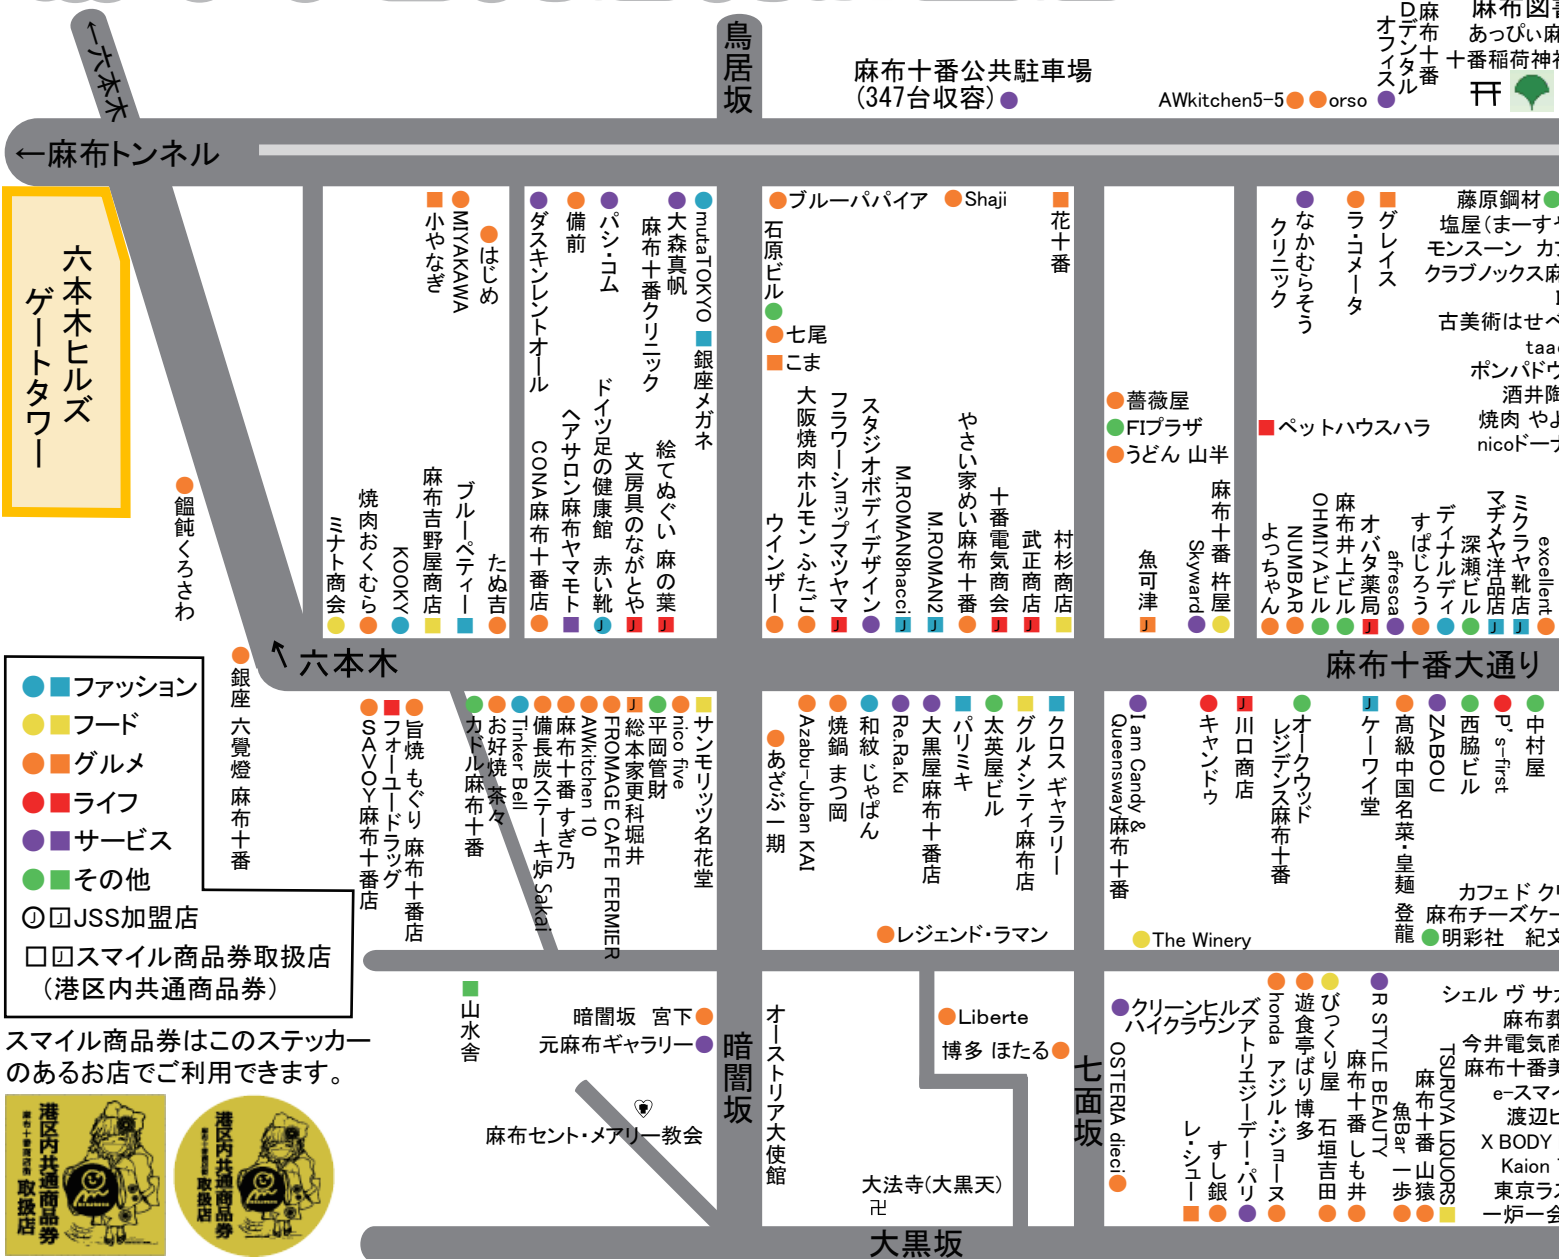 ←六本木
鳥居坂
麻布十番公共駐車場
(347台収容)
AWkitchen5-5
orso
麻布十番
Dデンタル
オフィス
あっぴぃ麻
←麻布トンネル
六本木ヒルズ
ゲートタワー
小やなぎ
MIYAKAWA
はじめ
ダスキンレントオール
備前
パシ・コム
麻布十番クリニック
大森真帆
mutaTOKYO
銀座メガネ
ブルーパパイア
Shaji
花十番
石原ビル
七尾
こま
なかむらそう
クリニック
ラ・コメータ
グレイス
藤原鋼材
塩屋(まーす
モンスーン カフ
クラブノックス麻
古美術はせべ
taa
ポンパドウ
酒井陶
焼肉 やよ
nicoドーナ
薔薇屋
FIプラザ
うどん 山半
ペットハウスハラ
饂飩くろさわ
ミナト商会
焼肉おくむら
KOOKY
麻布吉野屋商店
ブルーペティー
たぬ吉
CONA麻布十番店
ヘアサロン麻布ヤマモト
ドイツ足の健康館 赤い靴
文房具のながとや
絵てぬぐい 麻の葉
ウインザー
大阪焼肉ホルモン ふたご
フラワーショップマツヤマ
スタジオボディデザイン
M.ROMAN8hacci
M.ROMAN2
やさい家めい麻布十番
十番電気商会
武正商店
村杉商店
魚可津
Skyward
麻布十番 杵屋
よっちゃん
NUMBAR
OHMIYAビル
麻布井上ビル
オバタ薬局
afresca
すぱじろう
ディナルディ
深瀬ビル
マヂメヤ洋品店
ミクラヤ靴店
excellent
↖六本木
麻布十番大通り
ファッション
フード
グルメ
ライフ
サービス
その他
JSS加盟店
スマイル商品券取扱店
(港区内共通商品券)
スマイル商品券はこのステッカー
のあるお店でご利用できます。
港区内共通商品券
取扱店
港区内共通商品券
取扱店
銀座 六覺燈 麻布十番
SAVOY麻布十番店
フォーユードラッグ
旨焼 もぐり 麻布十番店
カドル麻布十番
お好焼 茶々
Tinker Bell
備長炭ステーキ炉 Sakai
麻布十番 すぎ乃
AWkitchen 10
FROMAGE CAFE FERMIER
総本家更科堀井
平岡管財
nico five
サンモリッツ名花堂
あざぶ一期
Azabu-Juban KAI
焼鍋 まつ岡
和紋 じゃぱん
Re.Ra.Ku
大黒屋麻布十番店
パリミキ
太英屋ビル
グルメシティ麻布店
クロス ギャラリー
I am Candy &
Queensway麻布十番
キャンドゥ
川口商店
オークウッド
レジデンス麻布十番
ケーワイ堂
髙級中国名菜・皇麺 登龍
ZABOU
西脇ビル
P's-first
中村屋
カフェド クリ
麻布チーズケー
明彩社 紀文
レジェンド・ラマン
The Winery
山水舎
暗闇坂 宮下
元麻布ギャラリー
麻布セント・メアリー教会
暗闇坂
オーストリア大使館
Liberte
博多 ほたる
大法寺(大黒天)
卍
七面坂
大黒坂
クリーンヒルズ
ハイクラウン
OSTERIA dieci
レ・シュー
すし銀
アトリエジーデー・パリ
honda
アジル・ジョーヌ
遊食亭ばり博多
びっくり屋
石垣吉田
麻布十番 しも井
R STYLE BEAUTY
魚Bar 一歩
麻布十番 山猿
TSURUYA LIQUORS
シェル ヴ サカ
麻布葬
今井電気商
麻布十番美
e-スマイ
渡辺ビ
X BODY
Kaion
東京ラス
一炉一会